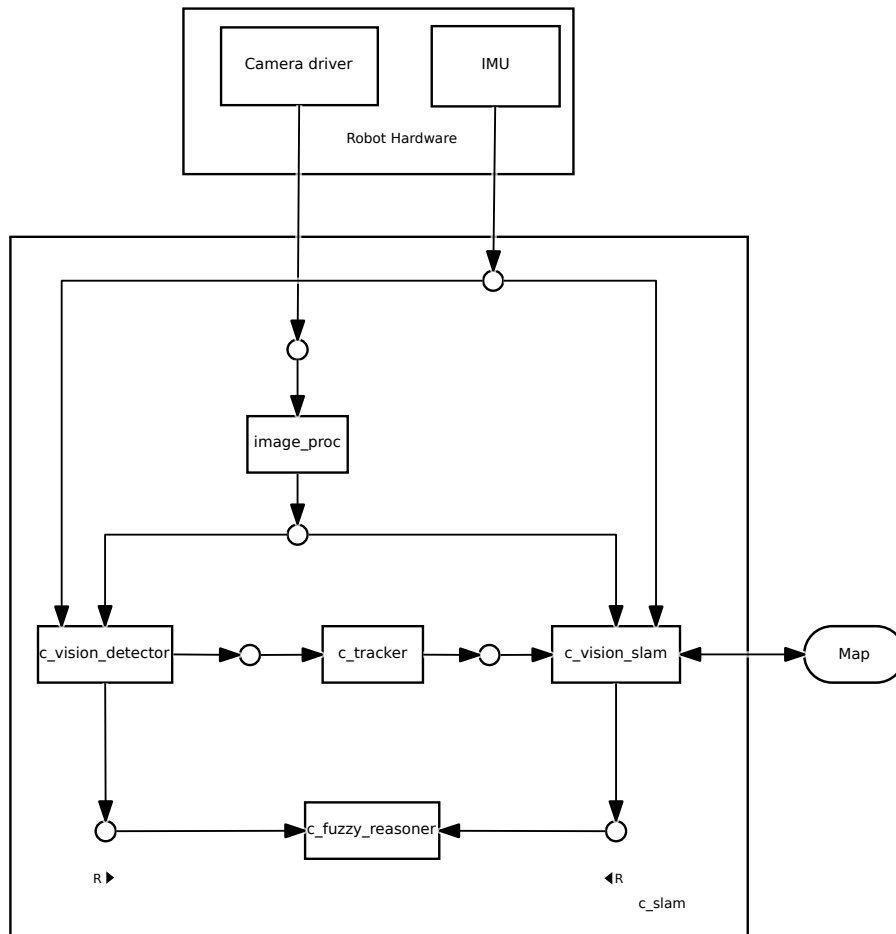 Camera driver
IMU
Robot Hardware
image_proc
c_vision_detector
c_tracker
c_vision_slam
Map
c_fuzzy_reasoner
R
R
c_slam